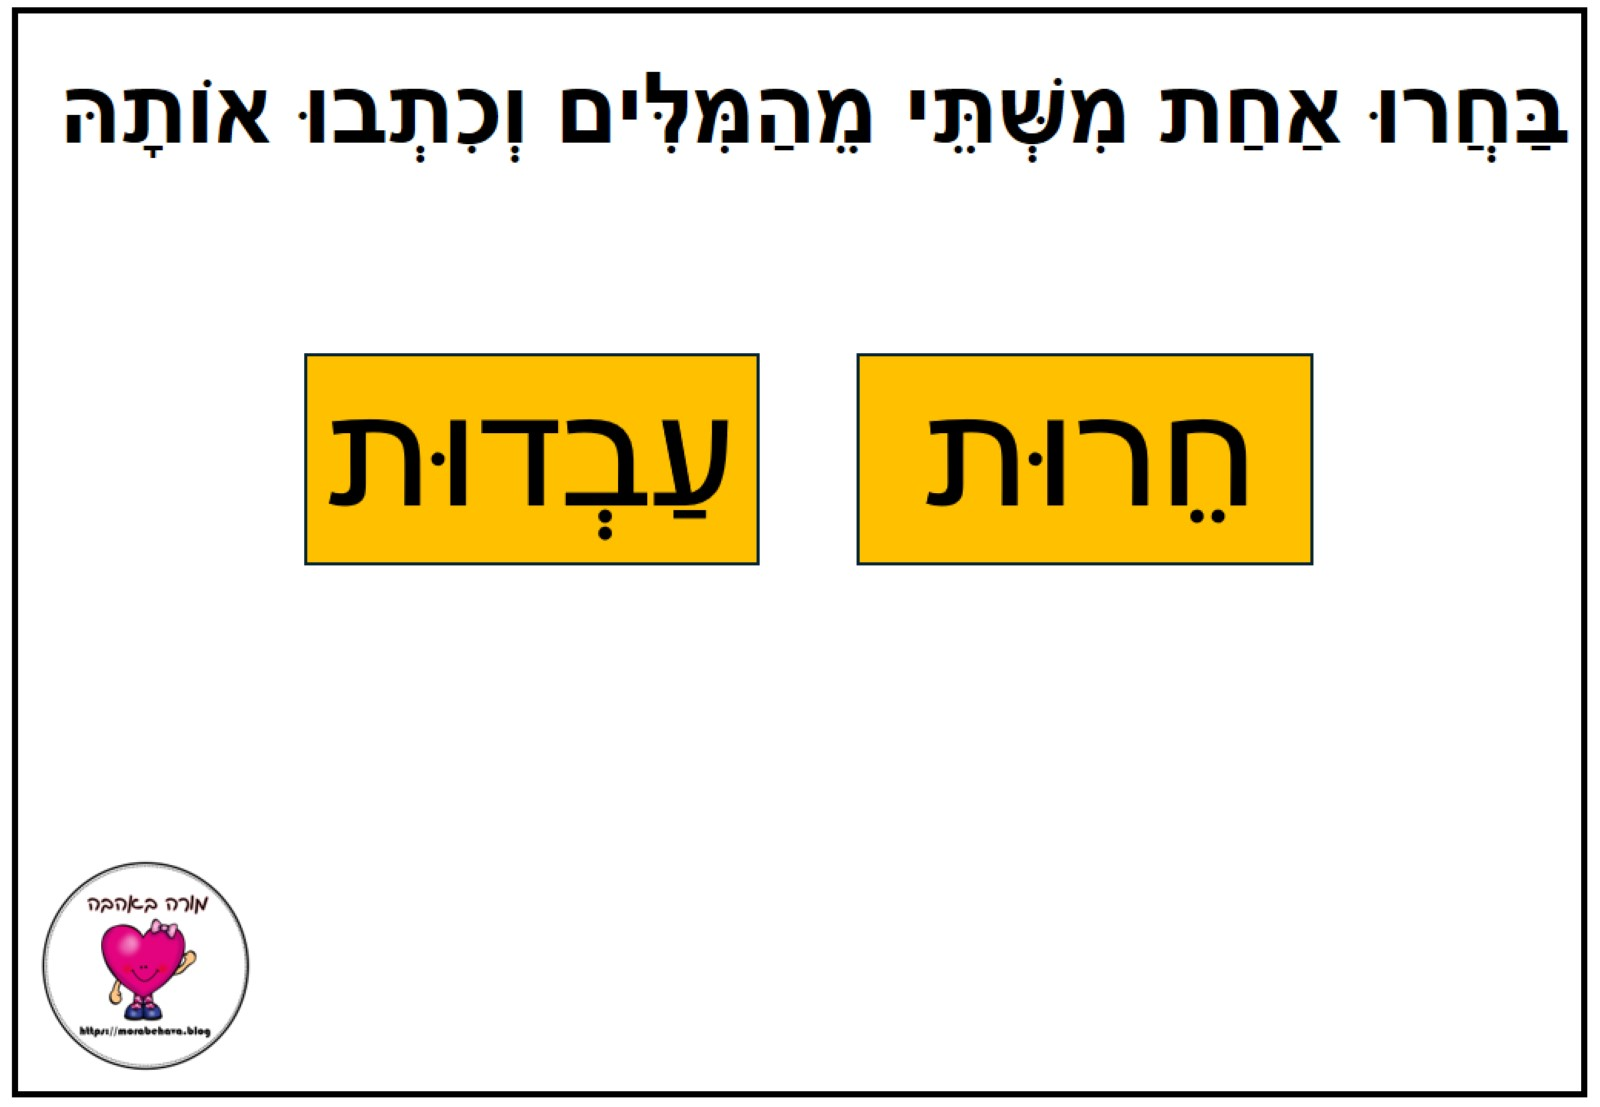 בַּחֲרוּ אַחַת מִשְּׁתֵּי מֵהַמִּלִּים וְכִתְבוּ אוֹתָהּ
חֵרוּת עַבְדוּת
מורה באהבה
https://morabehava.blog